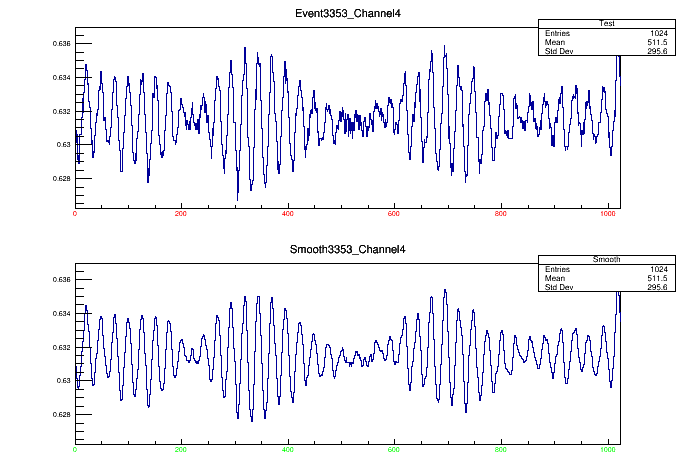 Event3353_Channel4
Test
Entries 1024
Mean 511.5
Std Dev 295.6
0.636
0.634
0.632
0.63
0.628
0 200 400 600 800 1000
Smooth3353_Channel4
Smooth
Entries 1024
Mean 511.5
Std Dev 295.6
0.636
0.634
0.632
0.63
0.628
0 200 400 600 800 1000